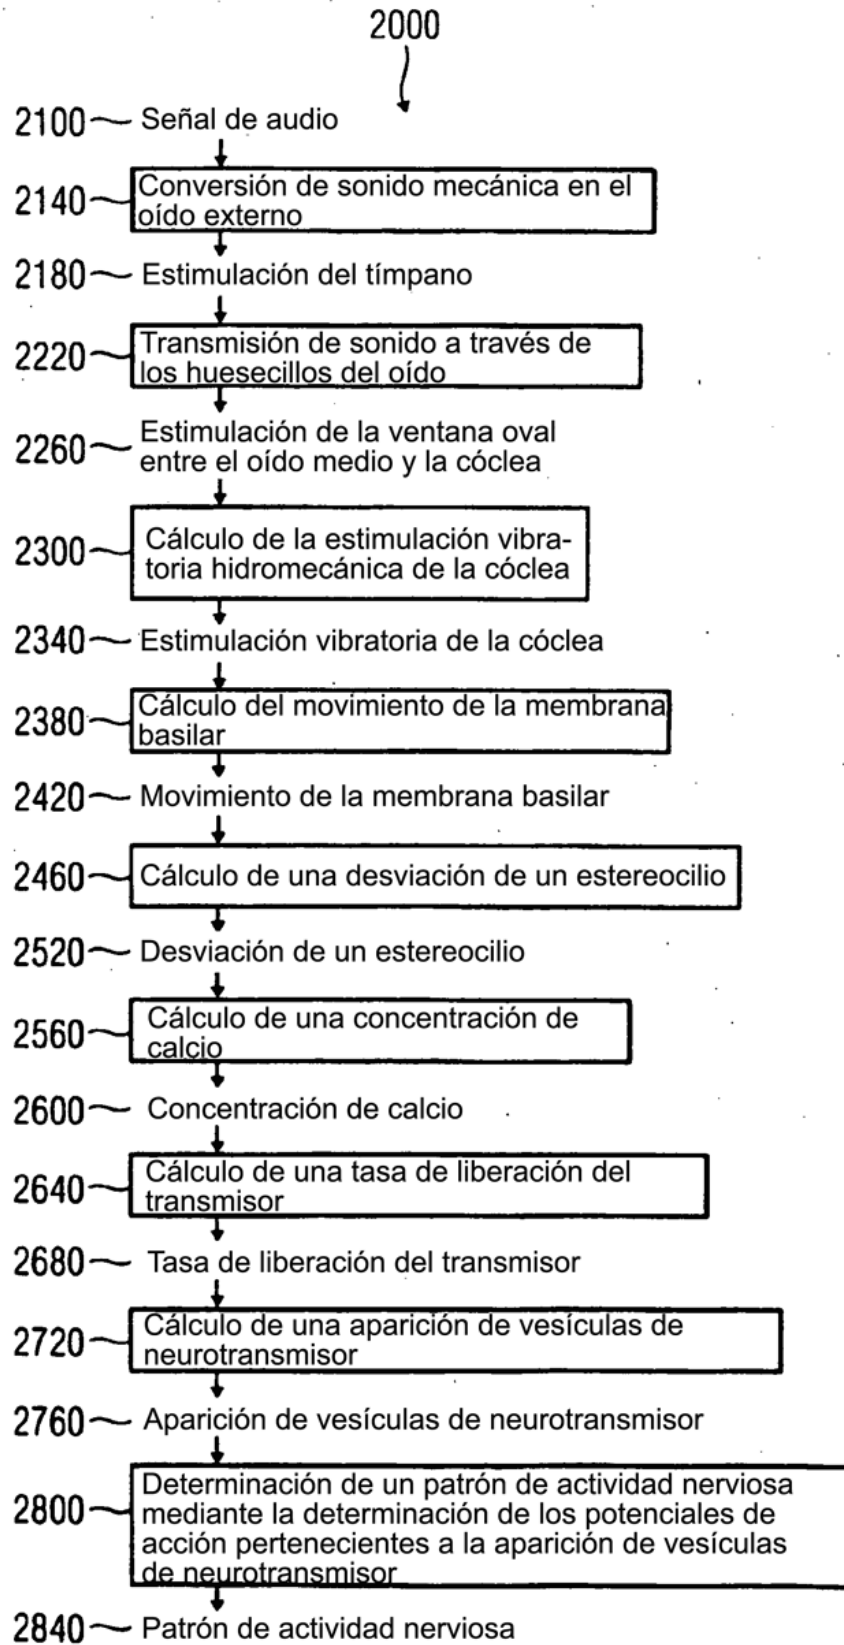 2000
2100 Señal de audio
2140 Conversión de sonido mecánica en el
oído externo
2180 Estimulación del tímpano
2220 Transmisión de sonido a través de
los huesecillos del oído
2260 Estimulación de la ventana oval
entre el oído medio y la cóclea
2300 Cálculo de la estimulación vibra-
toria hidromecánica de la cóclea
2340 Estimulación vibratoria de la cóclea
2380 Cálculo del movimiento de la membrana
basilar
2420 Movimiento de la membrana basilar
2460 Cálculo de una desviación de un estereocilio
2520 Desviación de un estereocilio
2560 Cálculo de una concentración de
calcio
2600 Concentración de calcio
2640 Cálculo de una tasa de liberación del
transmisor
2680 Tasa de liberación del transmisor
2720 Cálculo de una aparición de vesículas de
neurotransmisor
2760 Aparición de vesículas de neurotransmisor
2800 Determinación de un patrón de actividad nerviosa
mediante la determinación de los potenciales de
acción pertenecientes a la aparición de vesículas
de neurotransmisor
2840 Patrón de actividad nerviosa